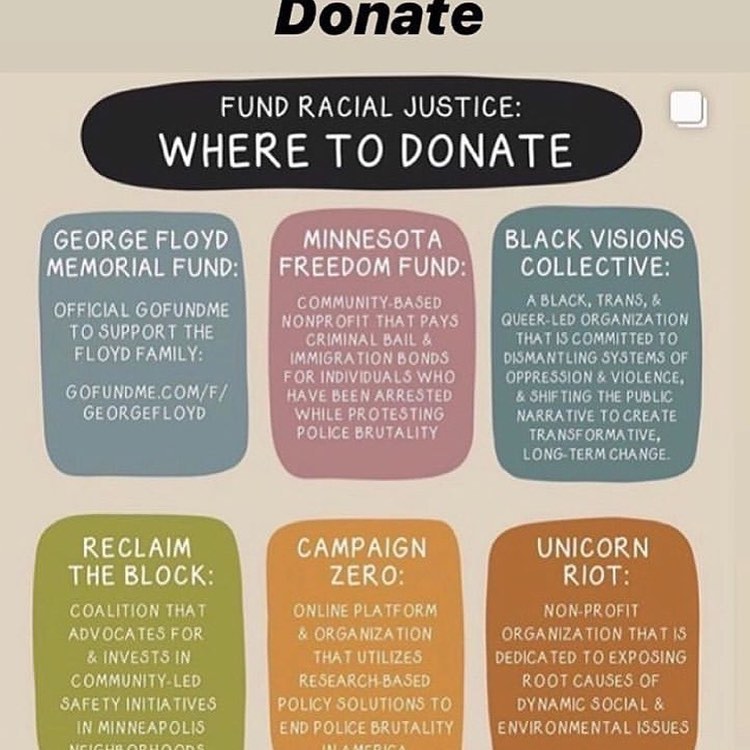 Donate
FUND RACIAL JUSTICE:
WHERE TO DONATE
GEORGE FLOYD
MEMORIAL FUND:
OFFICIAL GOFUNDME
TO SUPPORT THE
FLOYD FAMILY:
GOFUNDME.COM/F/
GEORGEFLOYD
MINNESOTA
FREEDOM FUND:
COMMUNITY-BASED
NONPROFIT THAT PAYS
CRIMINAL BAIL &
IMMIGRATION BONDS
FOR INDIVIDUALS WHO
HAVE BEEN ARRESTED
WHILE PROTESTING
POLICE BRUTALITY
BLACK VISIONS
COLLECTIVE:
A BLACK, TRANS, &
QUEER-LED ORGANIZATION
THAT IS COMMITTED TO
DISMANTLING SYSTEMS OF
OPPRESSION & VIOLENCE,
& SHIFTING THE PUBLIC
NARRATIVE TO CREATE
TRANSFORMATIVE,
LONG-TERM CHANGE.
RECLAIM
THE BLOCK:
COALITION THAT
ADVOCATES FOR
& INVESTS IN
COMMUNITY-LED
SAFETY INITIATIVES
IN MINNEAPOLIS
NEIGHBORHOODS
CAMPAIGN
ZERO:
ONLINE PLATFORM
& ORGANIZATION
THAT UTILIZES
RESEARCH-BASED
POLICY SOLUTIONS TO
END POLICE BRUTALITY
IN AMERICA
UNICORN
RIOT:
NON-PROFIT
ORGANIZATION THAT IS
DEDICATED TO EXPOSING
ROOT CAUSES OF
DYNAMIC SOCIAL &
ENVIRONMENTAL ISSUES